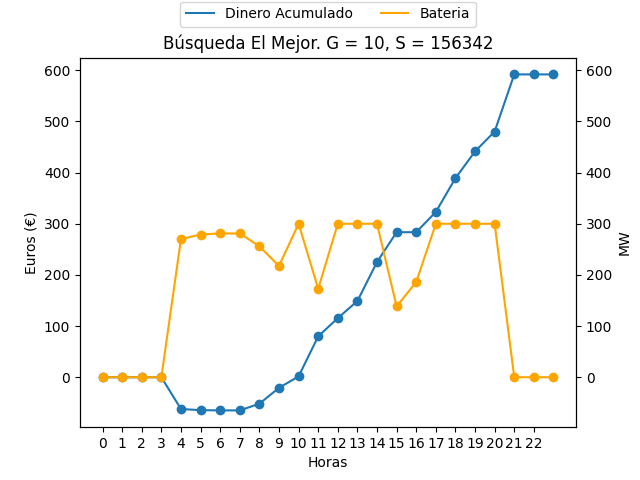 Dinero Acumulado Bateria
Búsqueda El Mejor. G = 10, S = 156342
600 600
500 500
400 400
300 300
200 200
100 100
0 0
Euros (€)
MW
0 1 2 3 4 5 6 7 8 9 10 11 12 13 14 15 16 17 18 19 20 21 22
Horas